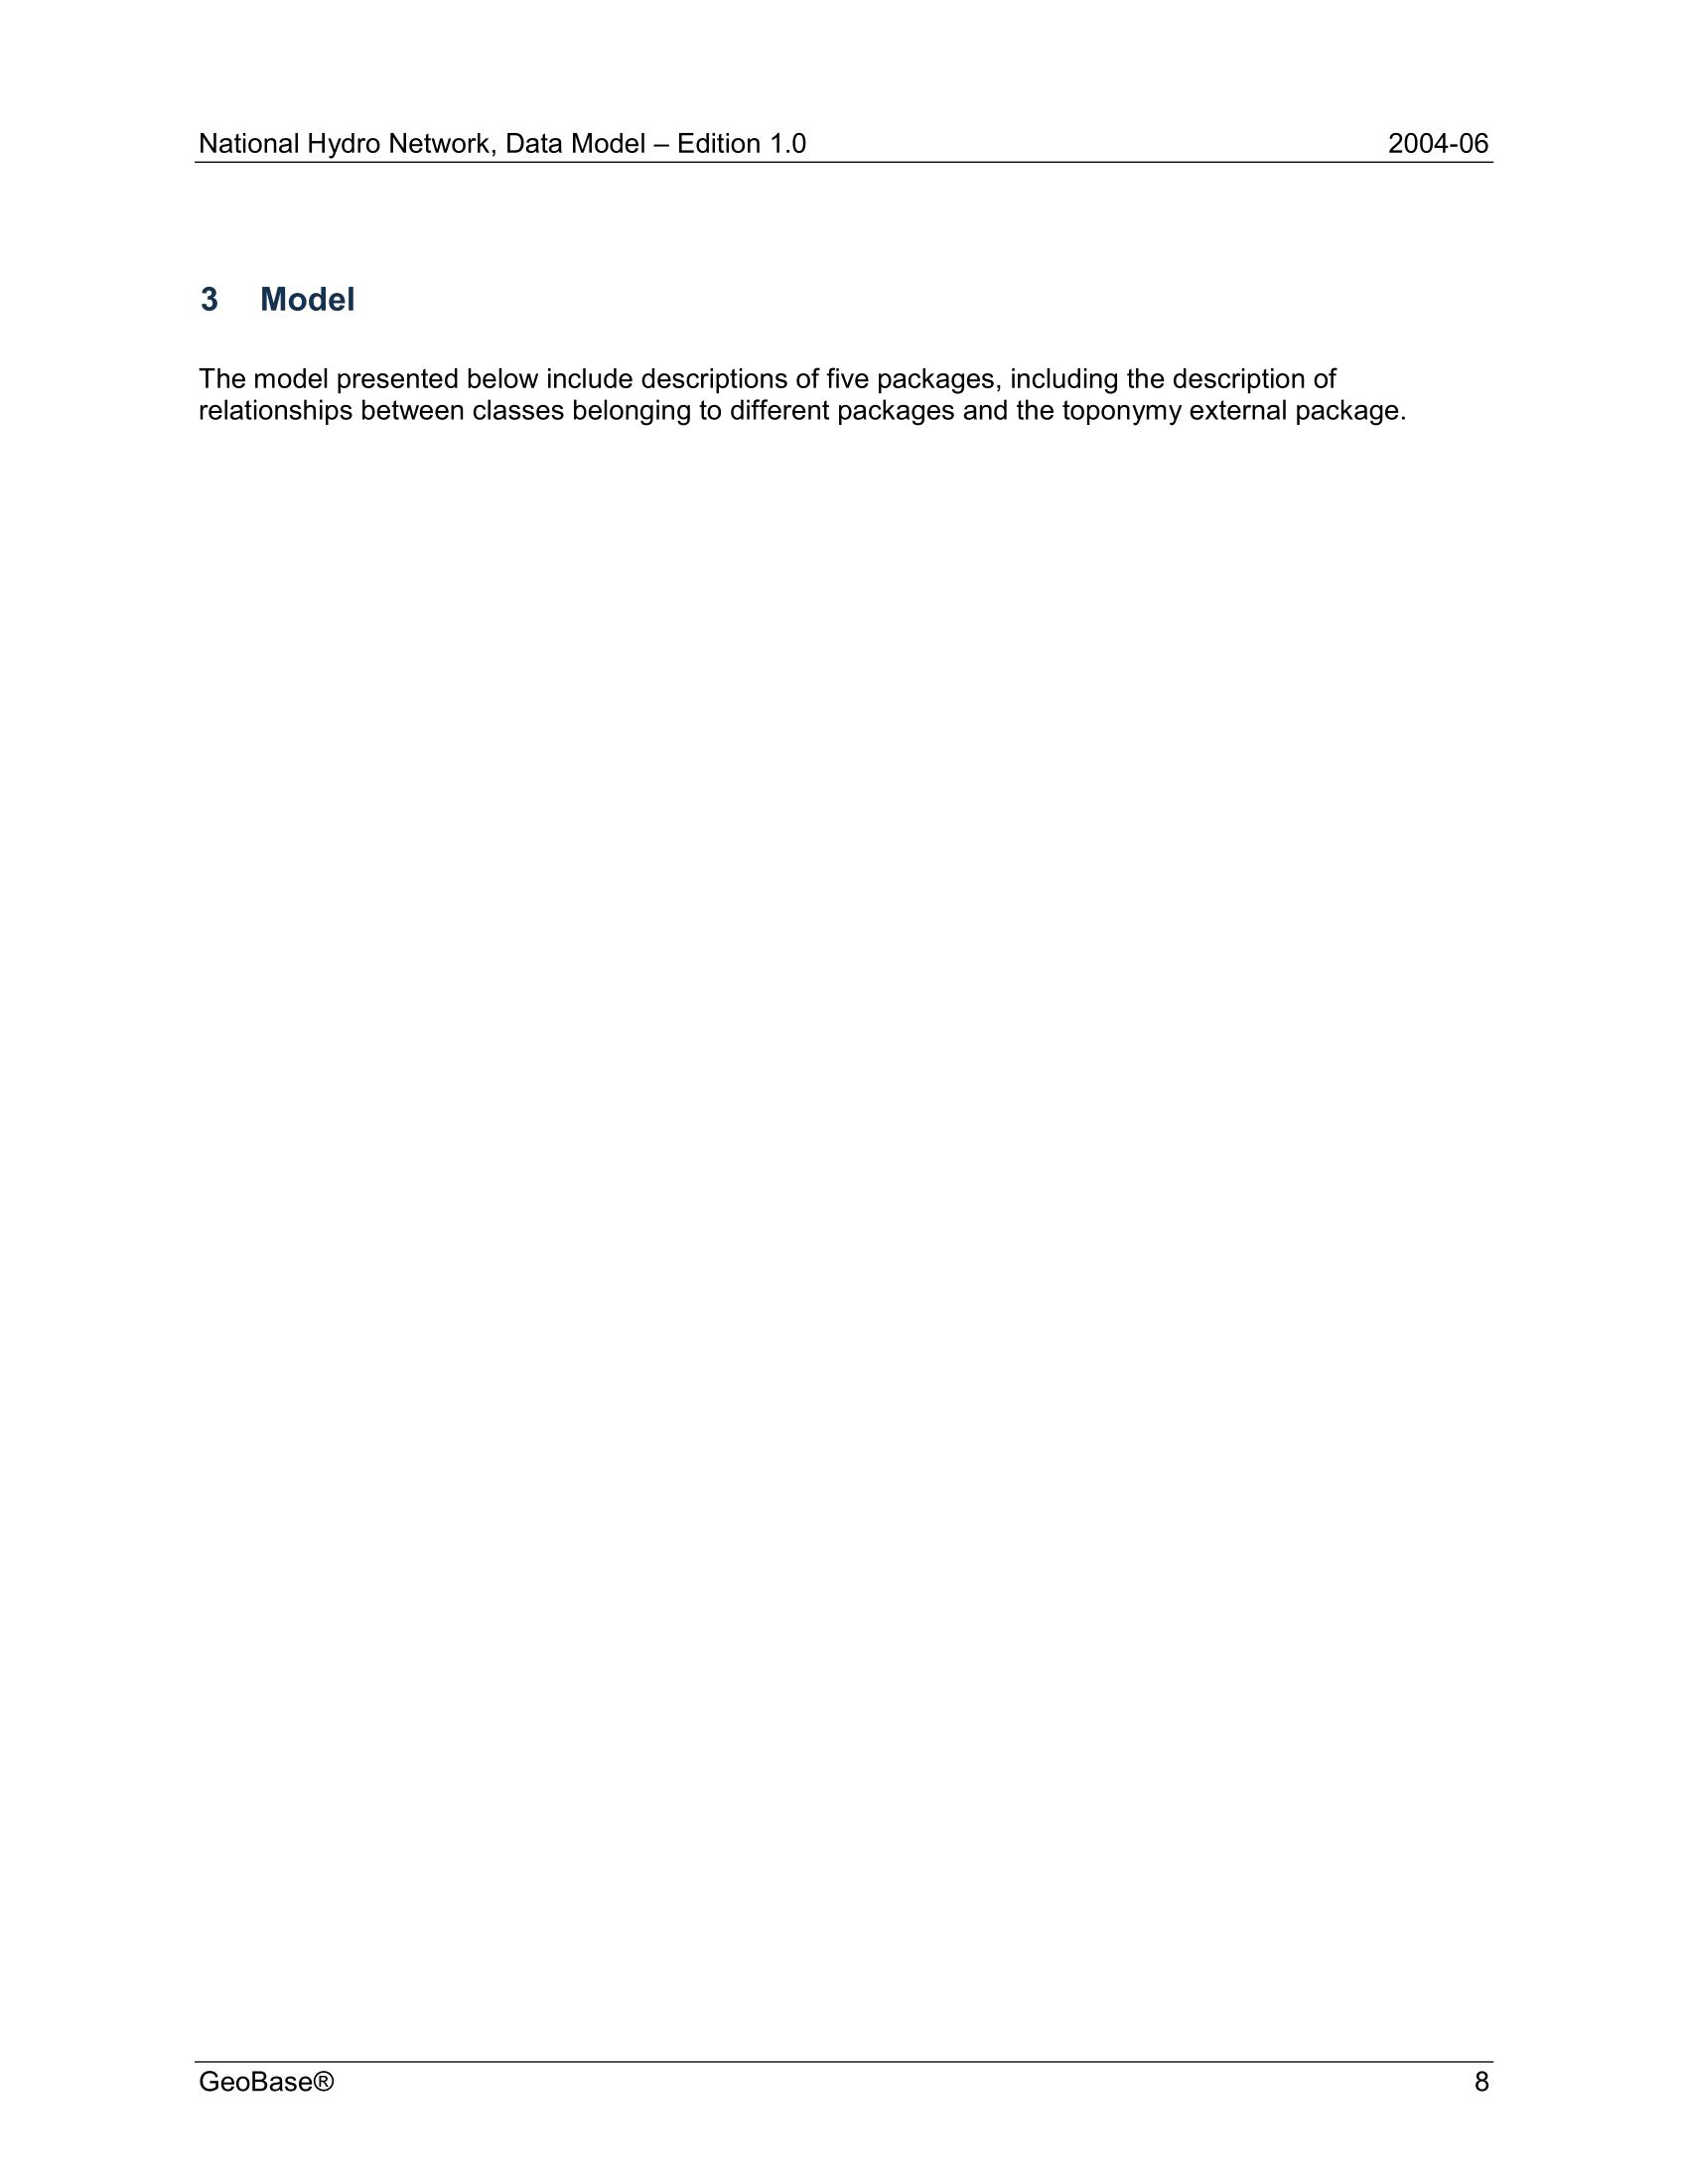 National Hydro Network, Data Model – Edition 1.0 2004-06
3 Model
The model presented below include descriptions of five packages, including the description of
relationships between classes belonging to different packages and the toponymy external package.
GeoBase® 8